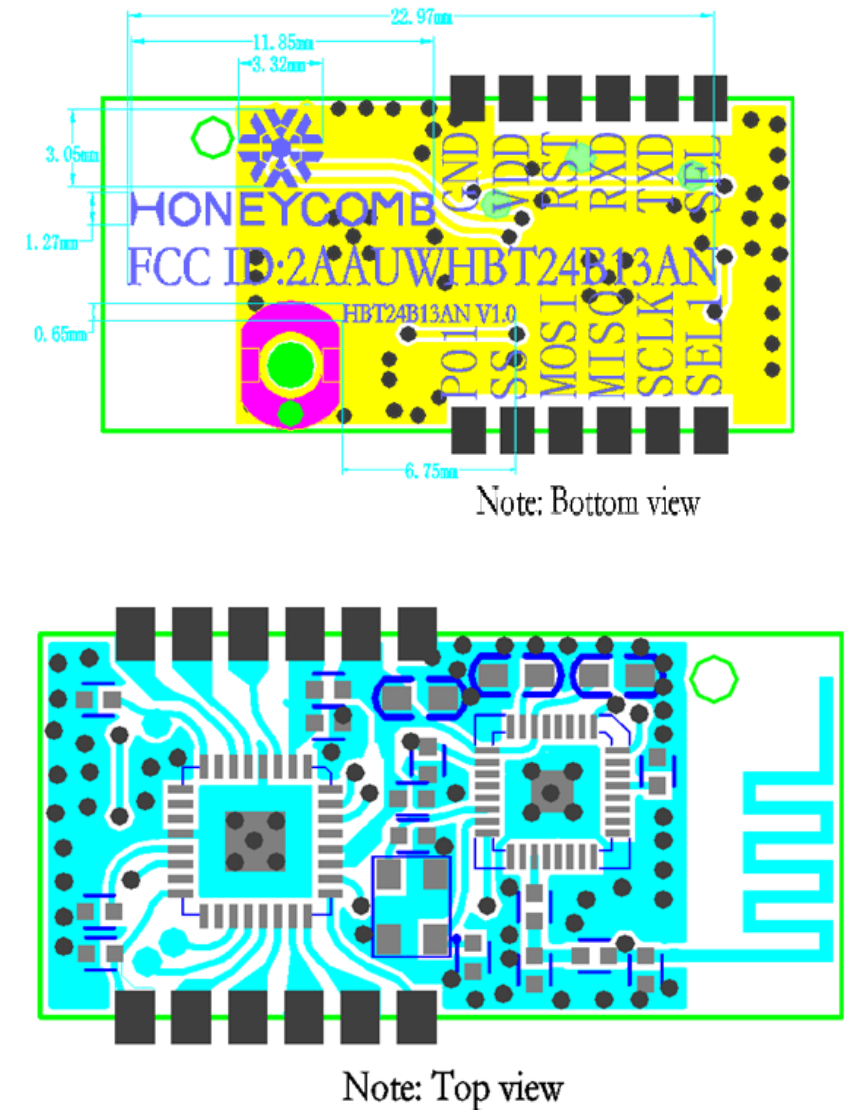 22.97mm
11.85mm
3.32mm
3.05mm
GND
VDD
RST
RXD
TXD
SEL
HONEYCOMB
1.27mm
FCC ID:2AAUWHBT24B13AN
HBT24B13AN V1.0
0.65mm
P01
SS
MOSI
MISO
SCLK
SEL1
6.75mm
Note: Bottom view
Note: Top view